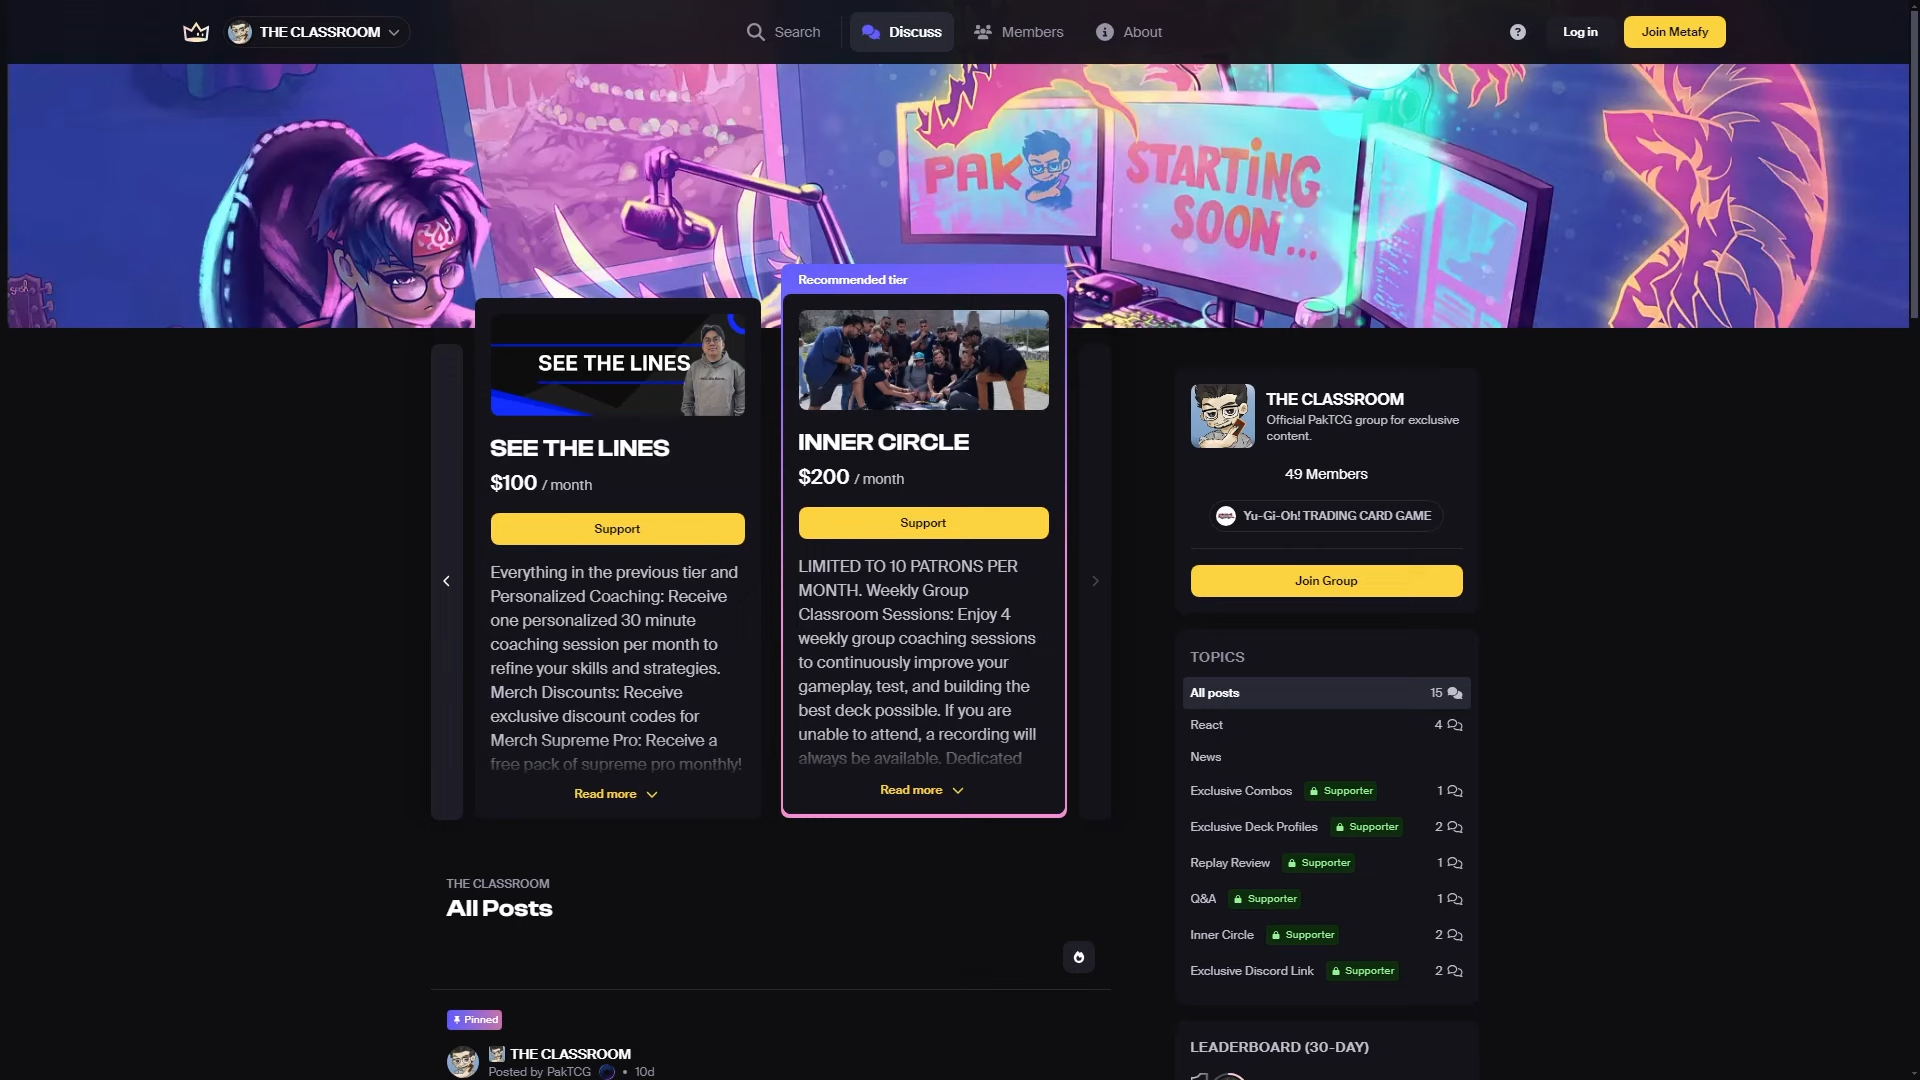 THE CLASSROOM
Search
Discuss
Members
About
Log in
Join Metafy
PAK
STARTING
SOON...
Recommended tier
SEE THE LINES
SEE THE LINES
$100 / month
Support
Everything in the previous tier and
Personalized Coaching: Receive
one personalized 30 minute
coaching session per month to
refine your skills and strategies.
Merch Discounts: Receive
exclusive discount codes for
Merch Supreme Pro: Receive a
free pack of supreme pro monthly!
Read more
INNER CIRCLE
$200 / month
Support
LIMITED TO 10 PATRONS PER
MONTH. Weekly Group
Classroom Sessions: Enjoy 4
weekly group coaching sessions
to continuously improve your
gameplay, test, and building the
best deck possible. If you are
unable to attend, a recording will
always be available. Dedicated
Read more
THE CLASSROOM
Official PakTCG group for exclusive
content.
49 Members
Yu-Gi-Oh! TRADING CARD GAME
Join Group
TOPICS
All posts 15
React 4
News
Exclusive Combos Supporter 1
Exclusive Deck Profiles Supporter 2
Replay Review Supporter 1
Q&A Supporter 1
Inner Circle Supporter 2
Exclusive Discord Link Supporter 2
LEADERBOARD (30-DAY)
THE CLASSROOM
All Posts
Pinned
THE CLASSROOM
Posted by PakTCG • 10d